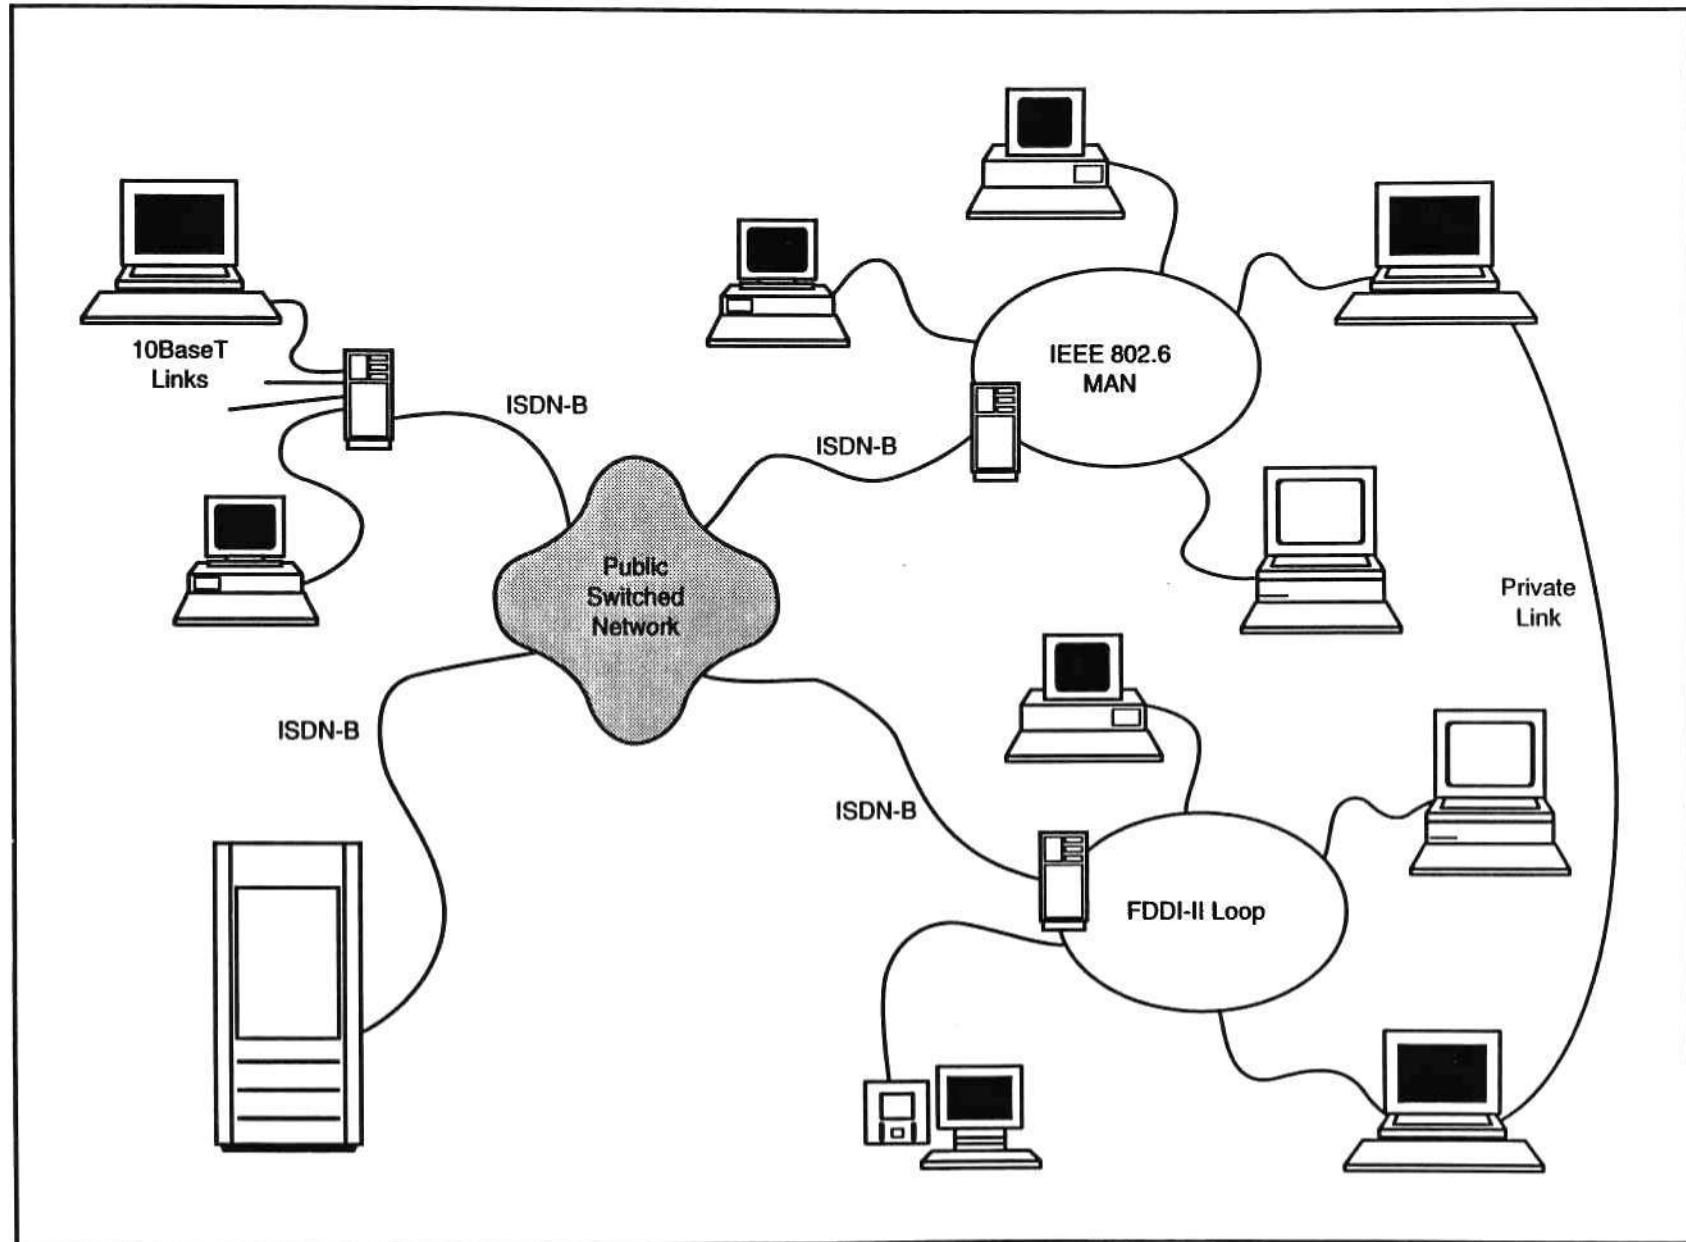 10BaseT
Links
ISDN-B
IEEE 802.6
MAN
ISDN-B
Public
Switched
Network
Private
Link
ISDN-B
ISDN-B
FDDI-II Loop